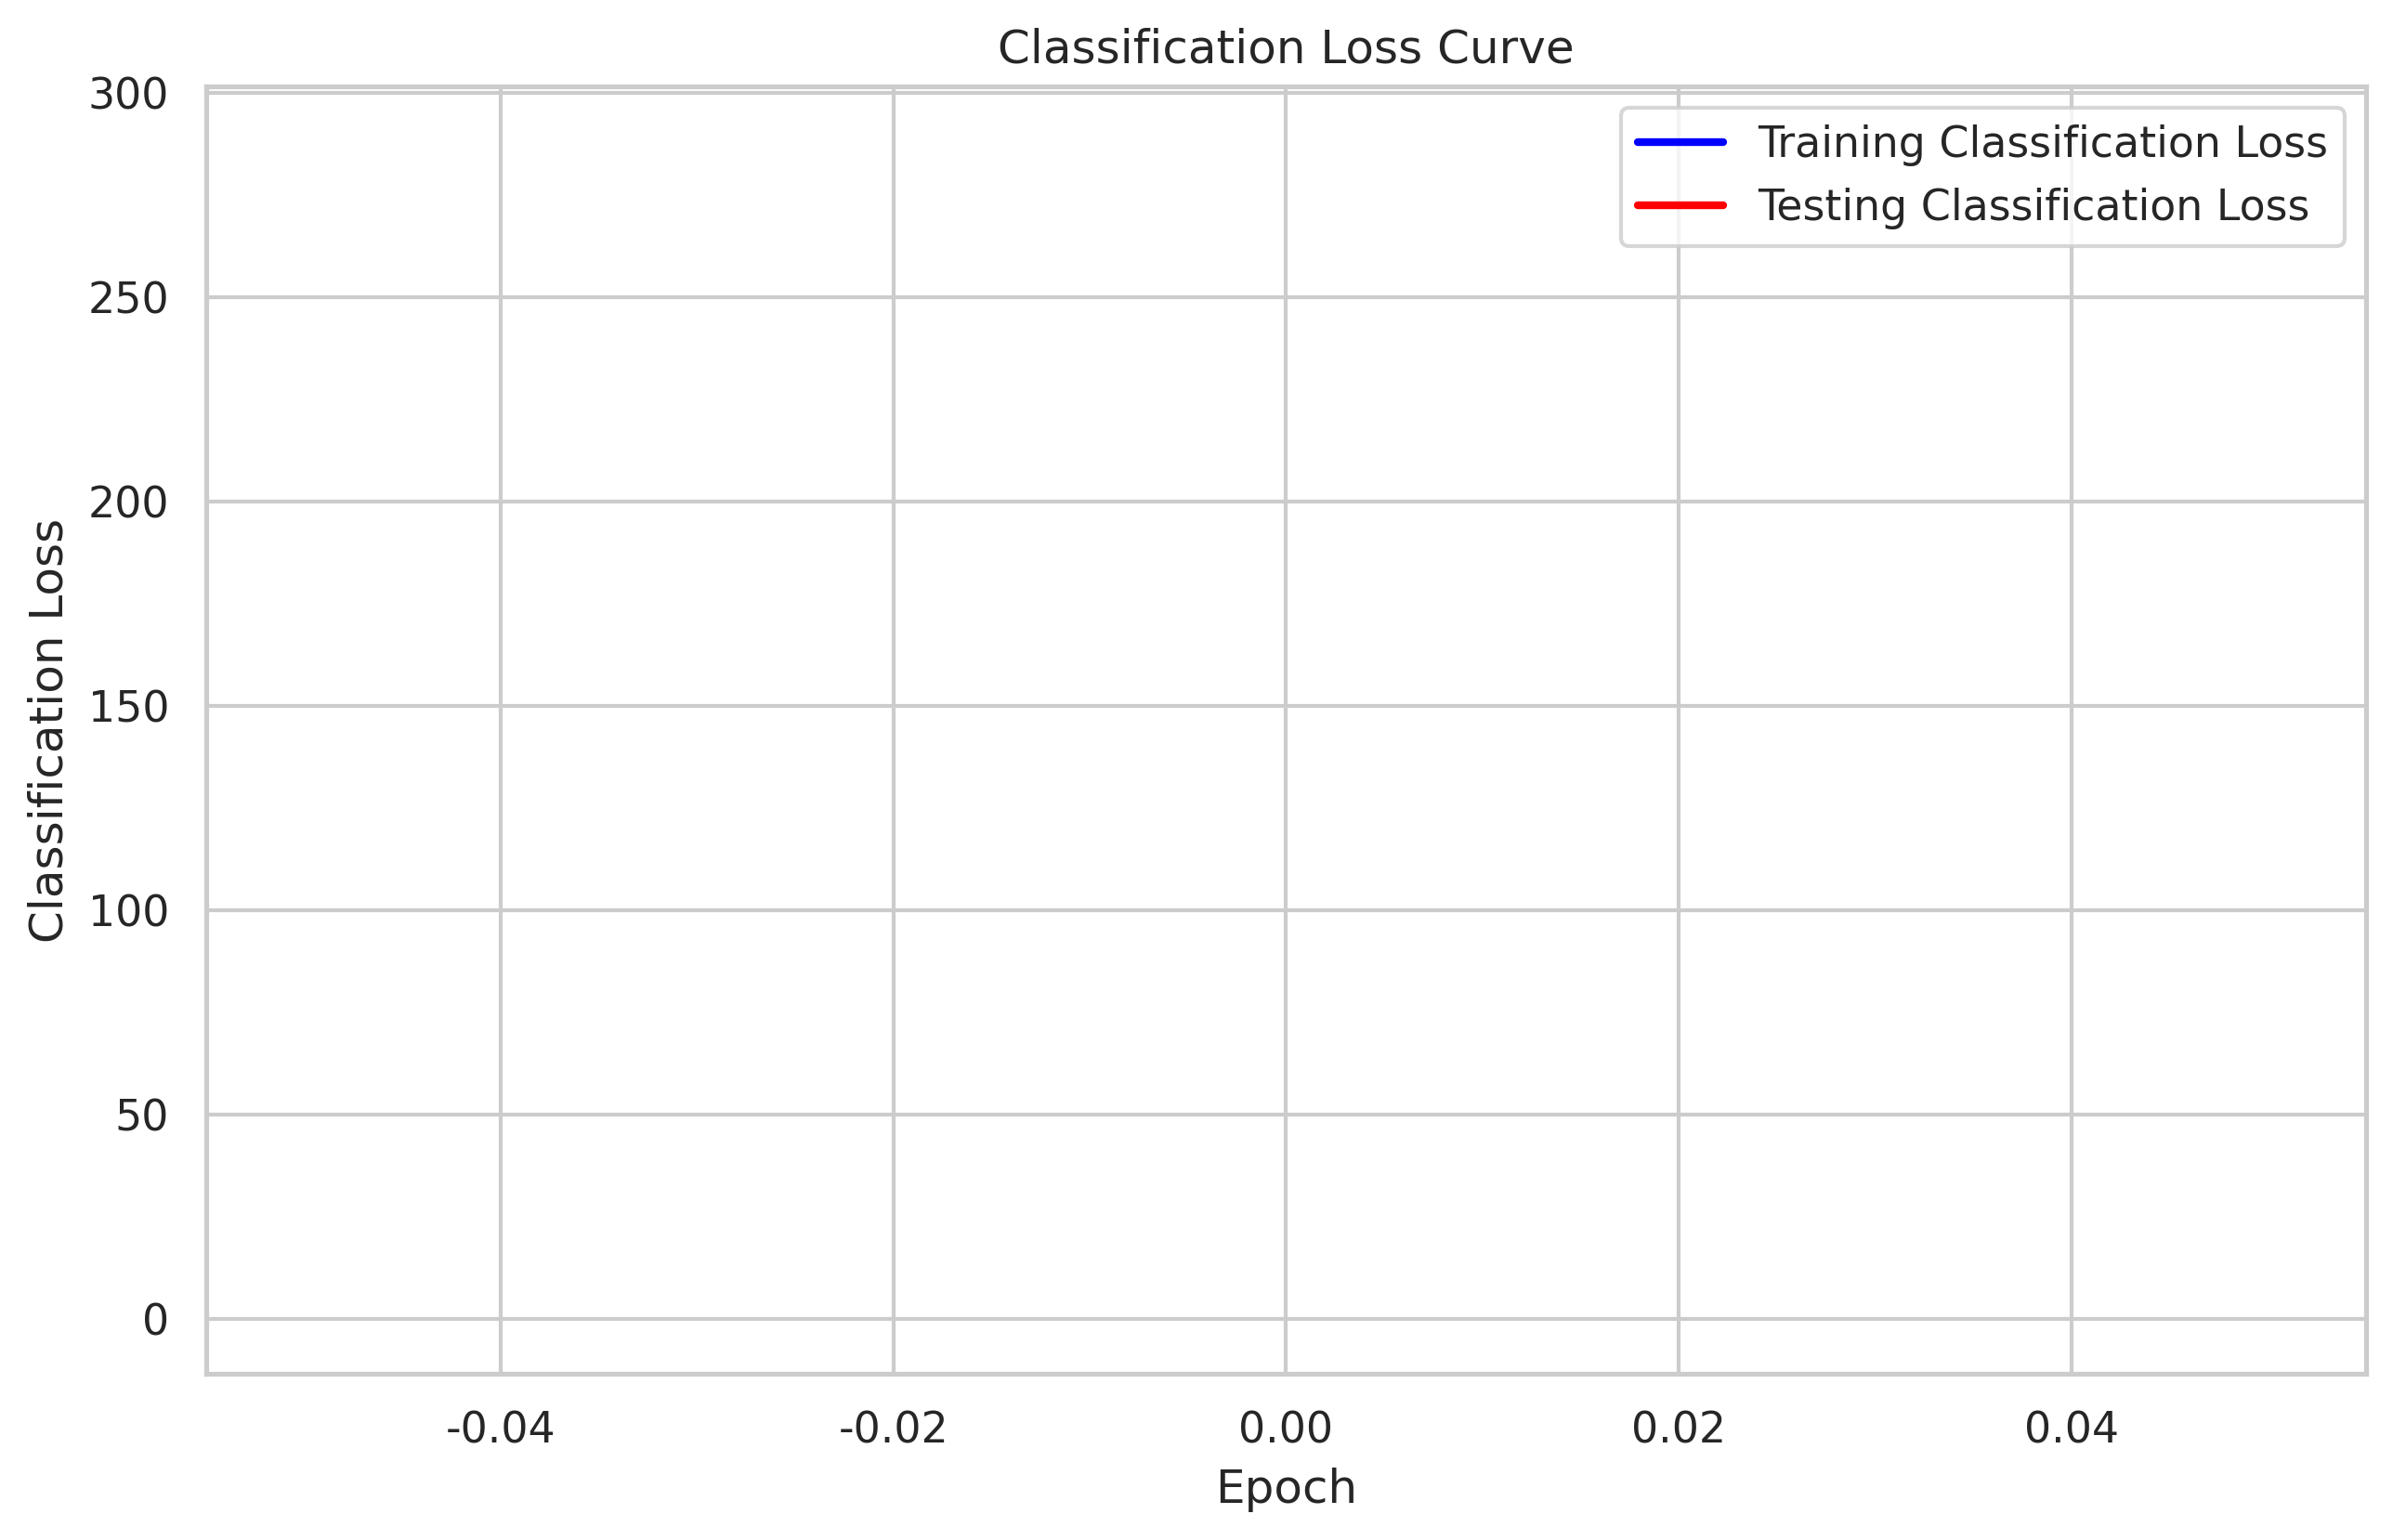 Classification Loss Curve
300
Training Classification Loss
Testing Classification Loss
250
200
150
100
50
0
Classification Loss
-0.04
-0.02
0.00
0.02
0.04
Epoch